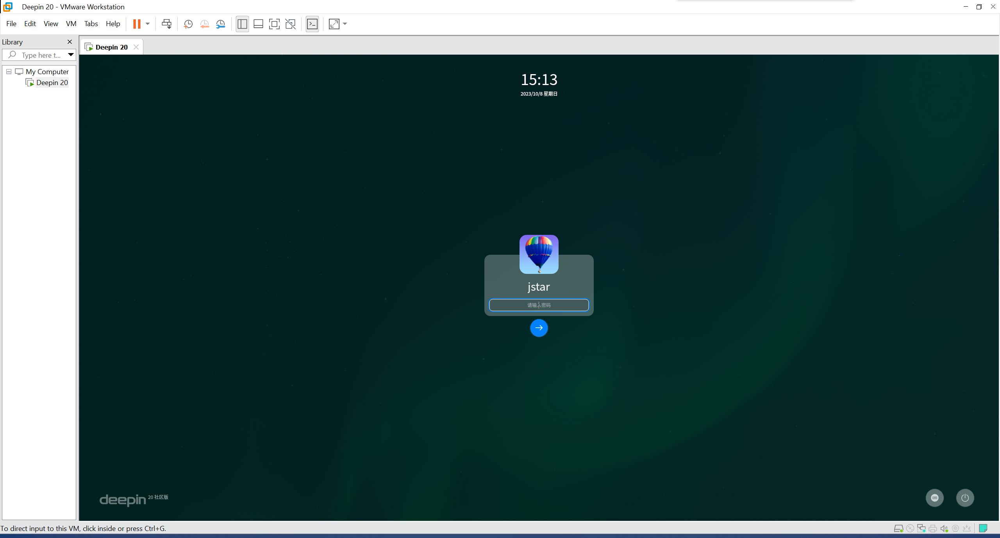 Deepin 20 - VMware Workstation
File Edit View VM Tabs Help
Library
Type here t...
My Computer
Deepin 20
Deepin 20
15:13
2023/10/8 星期日
jstar
请输入密码
deepin 20 社区版
To direct input to this VM, click inside or press Ctrl+G.